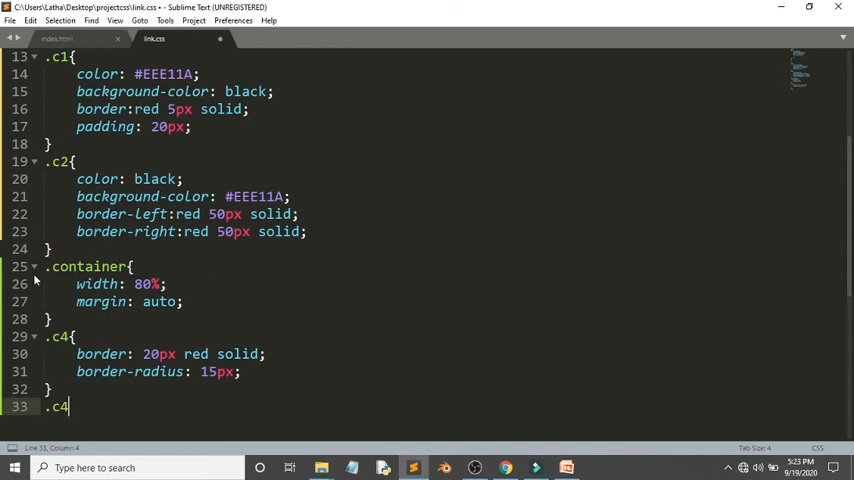 C:\Users\Latha\Desktop\projectcss\link.css • - Sublime Text (UNREGISTERED)
File Edit Selection Find View Goto Tools Project Preferences Help
index.html link.css
13 .c1{
14 color: #EEE11A;
15 background-color: black;
16 border:red 5px solid;
17 padding: 20px;
18 }
19 .c2{
20 color: black;
21 background-color: #EEE11A;
22 border-left:red 50px solid;
23 border-right:red 50px solid;
24 }
25 .container{
26 width: 80%;
27 margin: auto;
28 }
29 .c4{
30 border: 20px red solid;
31 border-radius: 15px;
32 }
33 .c4
Line 33, Column 4 Tab Size: 4 CSS
Type here to search
5:23 PM
9/19/2020